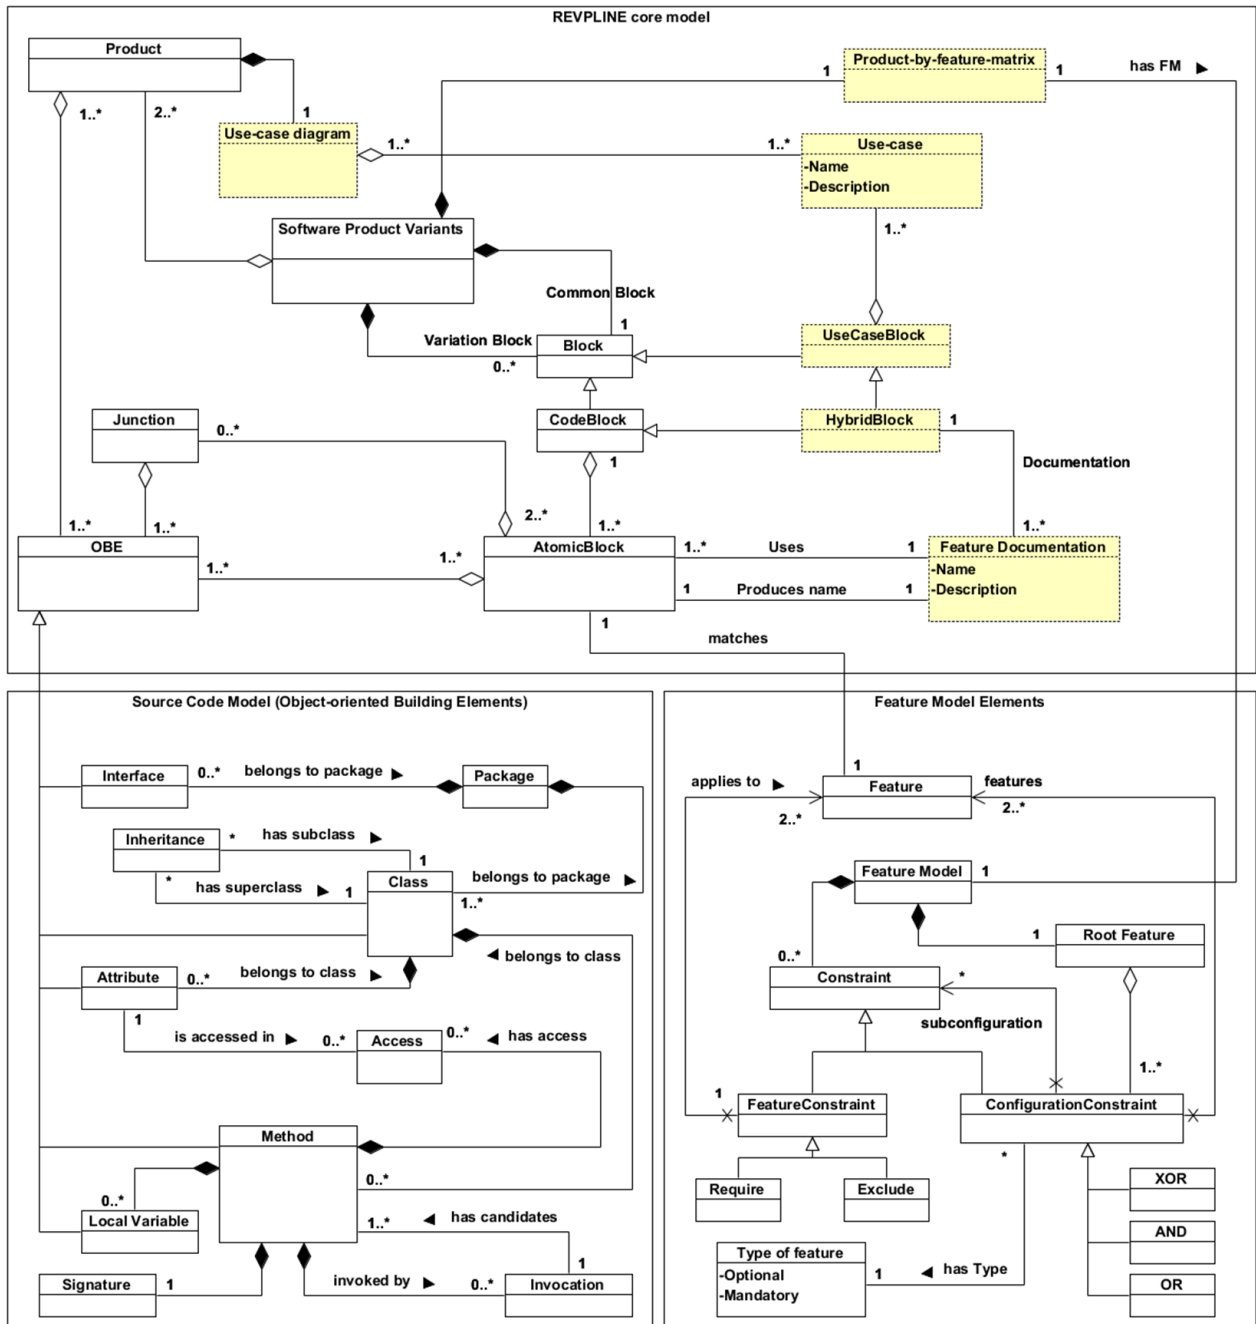 REVPLINE core model
Product
Product-by-feature-matrix
1
1
has FM
1..*
2..*
1
Use-case diagram
1..*
1..*
Use-case
-Name
-Description
Software Product Variants
1..*
Common Block
Variation Block
1
0..*
Block
UseCaseBlock
Junction
0..*
CodeBlock
HybridBlock
1
1
Documentation
1..*
1..*
2..*
1..*
1..*
OBE
AtomicBlock
Feature Documentation
-Name
-Description
1..*
1..*
1..*
Uses
1
1
Produces name
1
1
matches
Source Code Model (Object-oriented Building Elements)
Interface
0..*
belongs to package
Package
Inheritance
*
has subclass
1
*
has superclass
1
Class
belongs to package
1..*
belongs to class
Attribute
0..*
belongs to class
1
is accessed in
0..*
Access
0..*
has access
Method
0..*
0..*
Local Variable
1..*
has candidates
1
Signature
1
invoked by
0..*
Invocation
Feature Model Elements
1
applies to
Feature
features
2..*
2..*
Feature Model
1
1
Root Feature
0..*
Constraint
*
subconfiguration
1..*
1
FeatureConstraint
ConfigurationConstraint
*
Require
Exclude
XOR
AND
OR
Type of feature
-Optional
-Mandatory
1
has Type